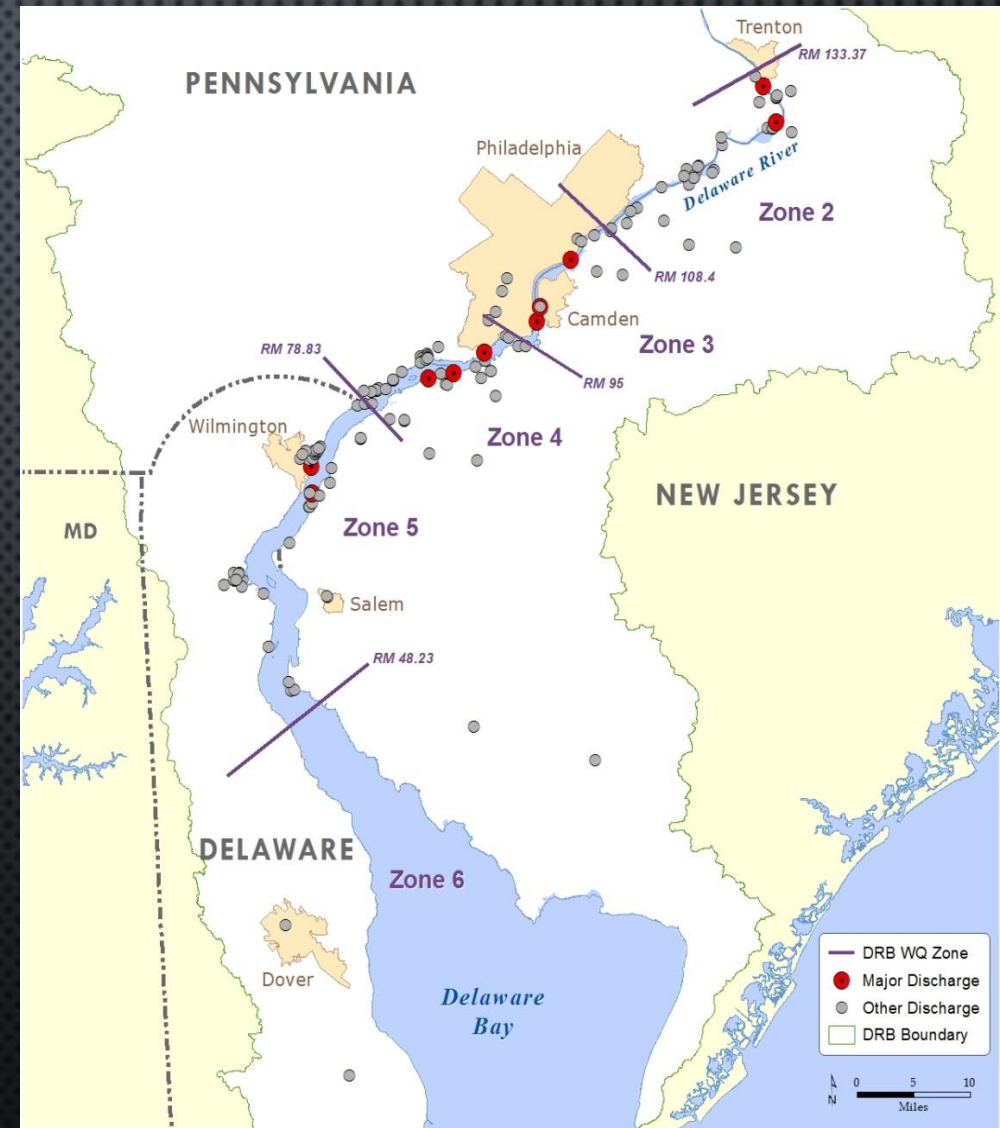 Trenton
RM 133.37
PENNSYLVANIA
Philadelphia
Delaware River
Zone 2
RM 108.4
Camden
Zone 3
RM 78.83
RM 95
Wilmington
Zone 4
NEW JERSEY
MD
Zone 5
Salem
RM 48.23
DELAWARE
Zone 6
Dover
Delaware
Bay
DRB WQ Zone
Major Discharge
Other Discharge
DRB Boundary
N
0 5 10
Miles